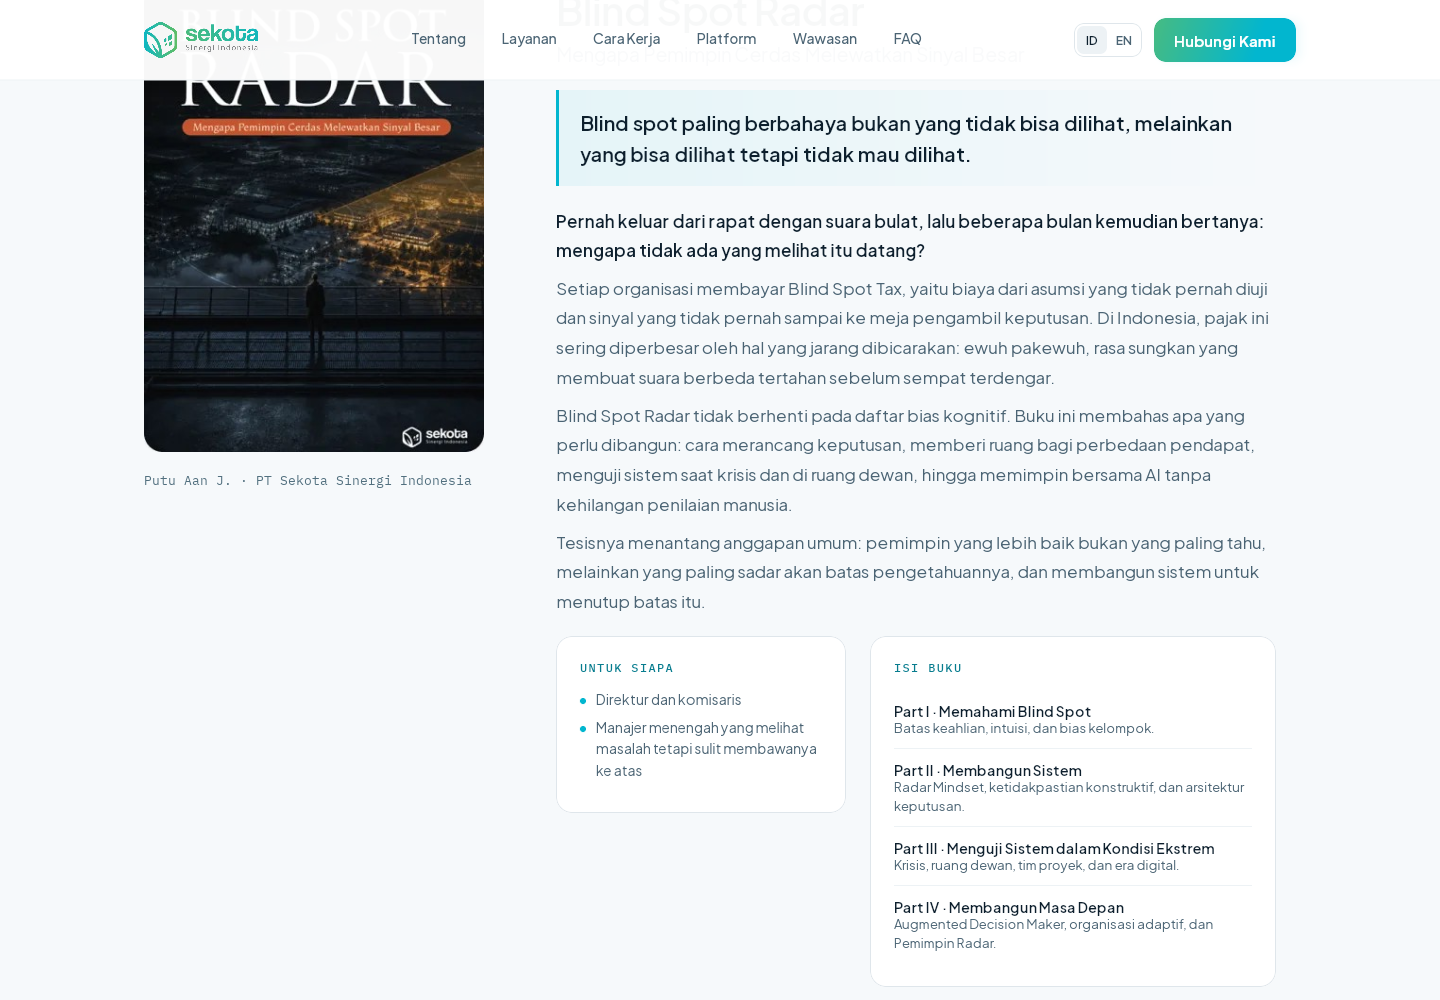 sekota
Sinergi Indonesia
Tentang
Layanan
Cara Kerja
Platform
Wawasan
FAQ
ID
EN
Hubungi Kami
BLIND SPOT
RADAR
Mengapa Pemimpin Cerdas Melewatkan Sinyal Besar
sekota
Sinergi Indonesia
Putu Aan J. · PT Sekota Sinergi Indonesia
Blind Spot Radar
Mengapa Pemimpin Cerdas Melewatkan Sinyal Besar
Blind spot paling berbahaya bukan yang tidak bisa dilihat, melainkan
yang bisa dilihat tetapi tidak mau dilihat.
Pernah keluar dari rapat dengan suara bulat, lalu beberapa bulan kemudian bertanya:
mengapa tidak ada yang melihat itu datang?
Setiap organisasi membayar Blind Spot Tax, yaitu biaya dari asumsi yang tidak pernah diuji
dan sinyal yang tidak pernah sampai ke meja pengambil keputusan. Di Indonesia, pajak ini
sering diperbesar oleh hal yang jarang dibicarakan: ewuh pakewuh, rasa sungkan yang
membuat suara berbeda tertahan sebelum sempat terdengar.
Blind Spot Radar tidak berhenti pada daftar bias kognitif. Buku ini membahas apa yang
perlu dibangun: cara merancang keputusan, memberi ruang bagi perbedaan pendapat,
menguji sistem saat krisis dan di ruang dewan, hingga memimpin bersama AI tanpa
kehilangan penilaian manusia.
Tesisnya menantang anggapan umum: pemimpin yang lebih baik bukan yang paling tahu,
melainkan yang paling sadar akan batas pengetahuannya, dan membangun sistem untuk
menutup batas itu.
UNTUK SIAPA
Direktur dan komisaris
Manajer menengah yang melihat
masalah tetapi sulit membawanya
ke atas
ISI BUKU
Part I · Memahami Blind Spot
Batas keahlian, intuisi, dan bias kelompok.
Part II · Membangun Sistem
Radar Mindset, ketidakpastian konstruktif, dan arsitektur
keputusan.
Part III · Menguji Sistem dalam Kondisi Ekstrem
Krisis, ruang dewan, tim proyek, dan era digital.
Part IV · Membangun Masa Depan
Augmented Decision Maker, organisasi adaptif, dan
Pemimpin Radar.